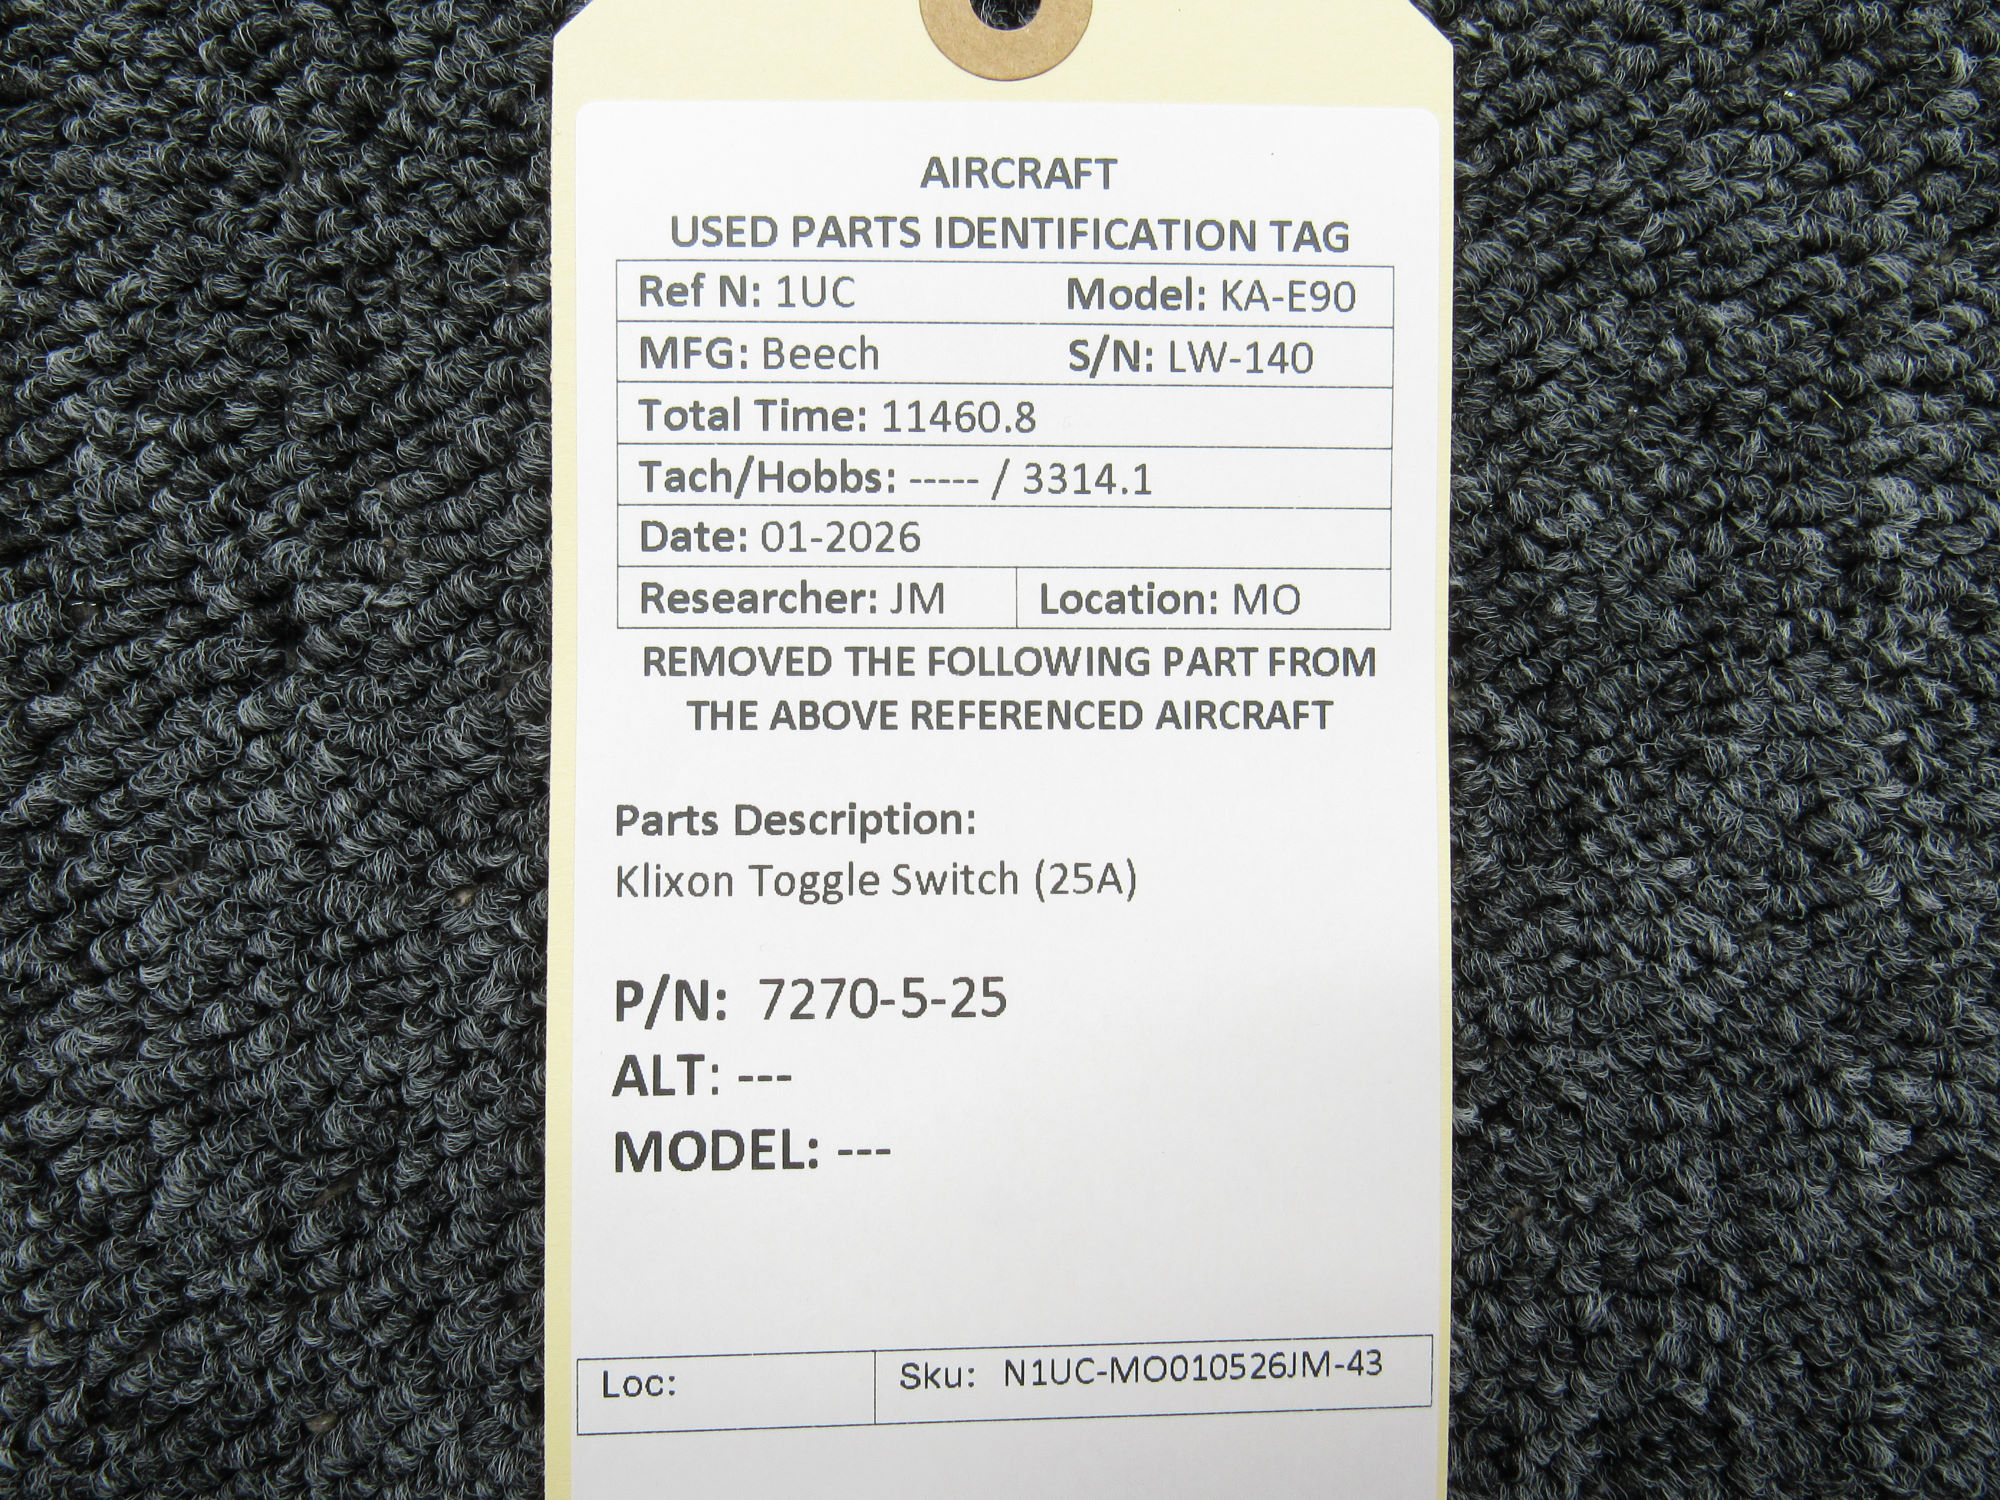 AIRCRAFT
USED PARTS IDENTIFICATION TAG
Ref N: 1UC Model: KA-E90
MFG: Beech S/N: LW-140
Total Time: 11460.8
Tach/Hobbs: ----- / 3314.1
Date: 01-2026
Researcher: JM Location: MO
REMOVED THE FOLLOWING PART FROM
THE ABOVE REFERENCED AIRCRAFT
Parts Description:
Klixon Toggle Switch (25A)
P/N: 7270-5-25
ALT: ---
MODEL: ---
Loc: Sku: N1UC-MO010526JM-43